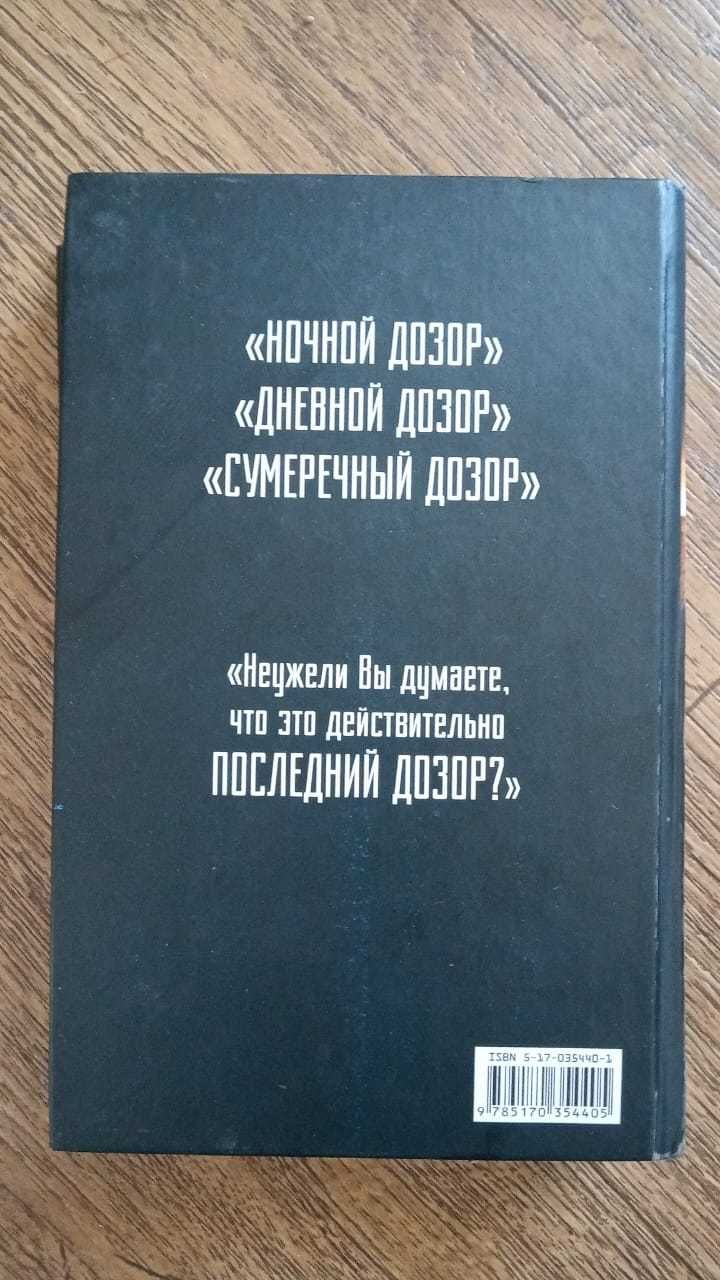 «НОЧНОЙ ДОЗОР»
«ДНЕВНОЙ ДОЗОР»
«СУМЕРЕЧНЫЙ ДОЗОР»
«Неужели Вы думаете,
что это действительно
ПОСЛЕДНИЙ ДОЗОР?»
ISBN 5-17-035440-1
9 785170 354405